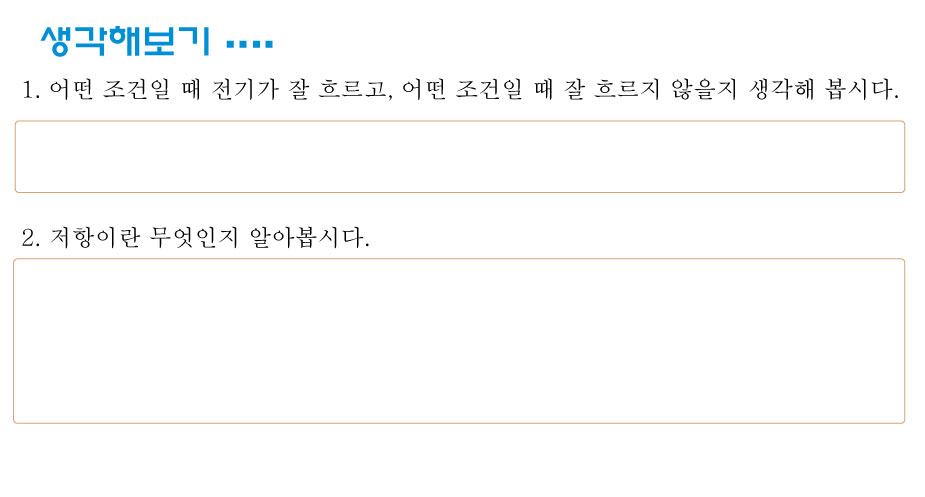 생각해보기 ....
1. 어떤 조건일 때 전기가 잘 흐르고, 어떤 조건일 때 잘 흐르지 않을지 생각해 봅시다.
2. 저항이란 무엇인지 알아봅시다.